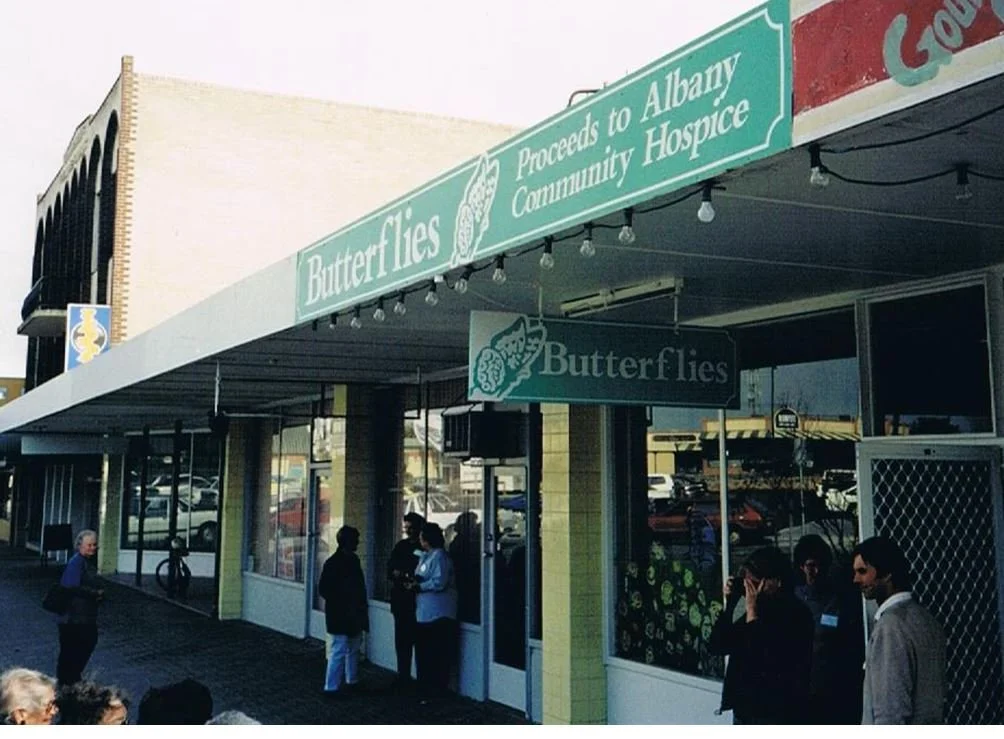 Butterflies
Proceeds to Albany
Community Hospice
Butterflies